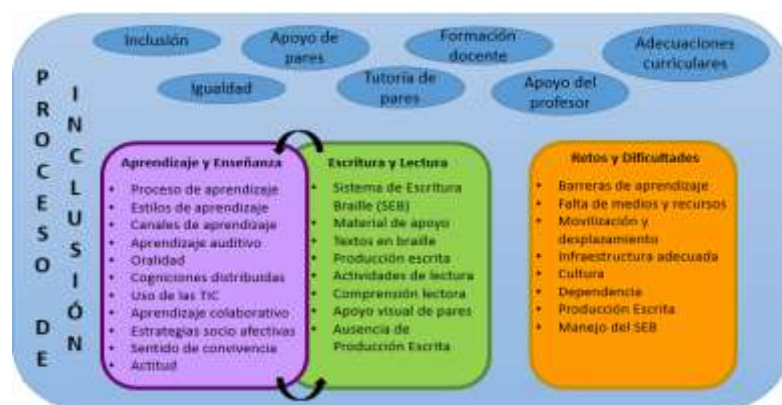 PROCESO DE
INCLUSIÓN
Inclusión
Apoyo de
pares
Formación
docente
Adecuaciones
curriculares
Igualdad
Tutoría de
pares
Apoyo del
profesor
Aprendizaje y Enseñanza
• Proceso de aprendizaje
• Estilos de aprendizaje
• Canales de aprendizaje
• Aprendizaje auditivo
• Oralidad
• Cogniciones distribuidas
• Uso de las TIC
• Aprendizaje colaborativo
• Estrategias socio afectivas
• Sentido de convivencia
• Actitud
Escritura y Lectura
• Sistema de Escritura
Braille (SEB)
• Material de apoyo
• Textos en braille
• Producción escrita
• Actividades de lectura
• Comprensión lectora
• Apoyo visual de pares
• Ausencia de
Producción Escrita
Retos y Dificultades
• Barreras de aprendizaje
• Falta de medios y recursos
• Movilización y
desplazamiento
• Infraestructura adecuada
• Cultura
• Dependencia
• Producción Escrita
• Manejo del SEB